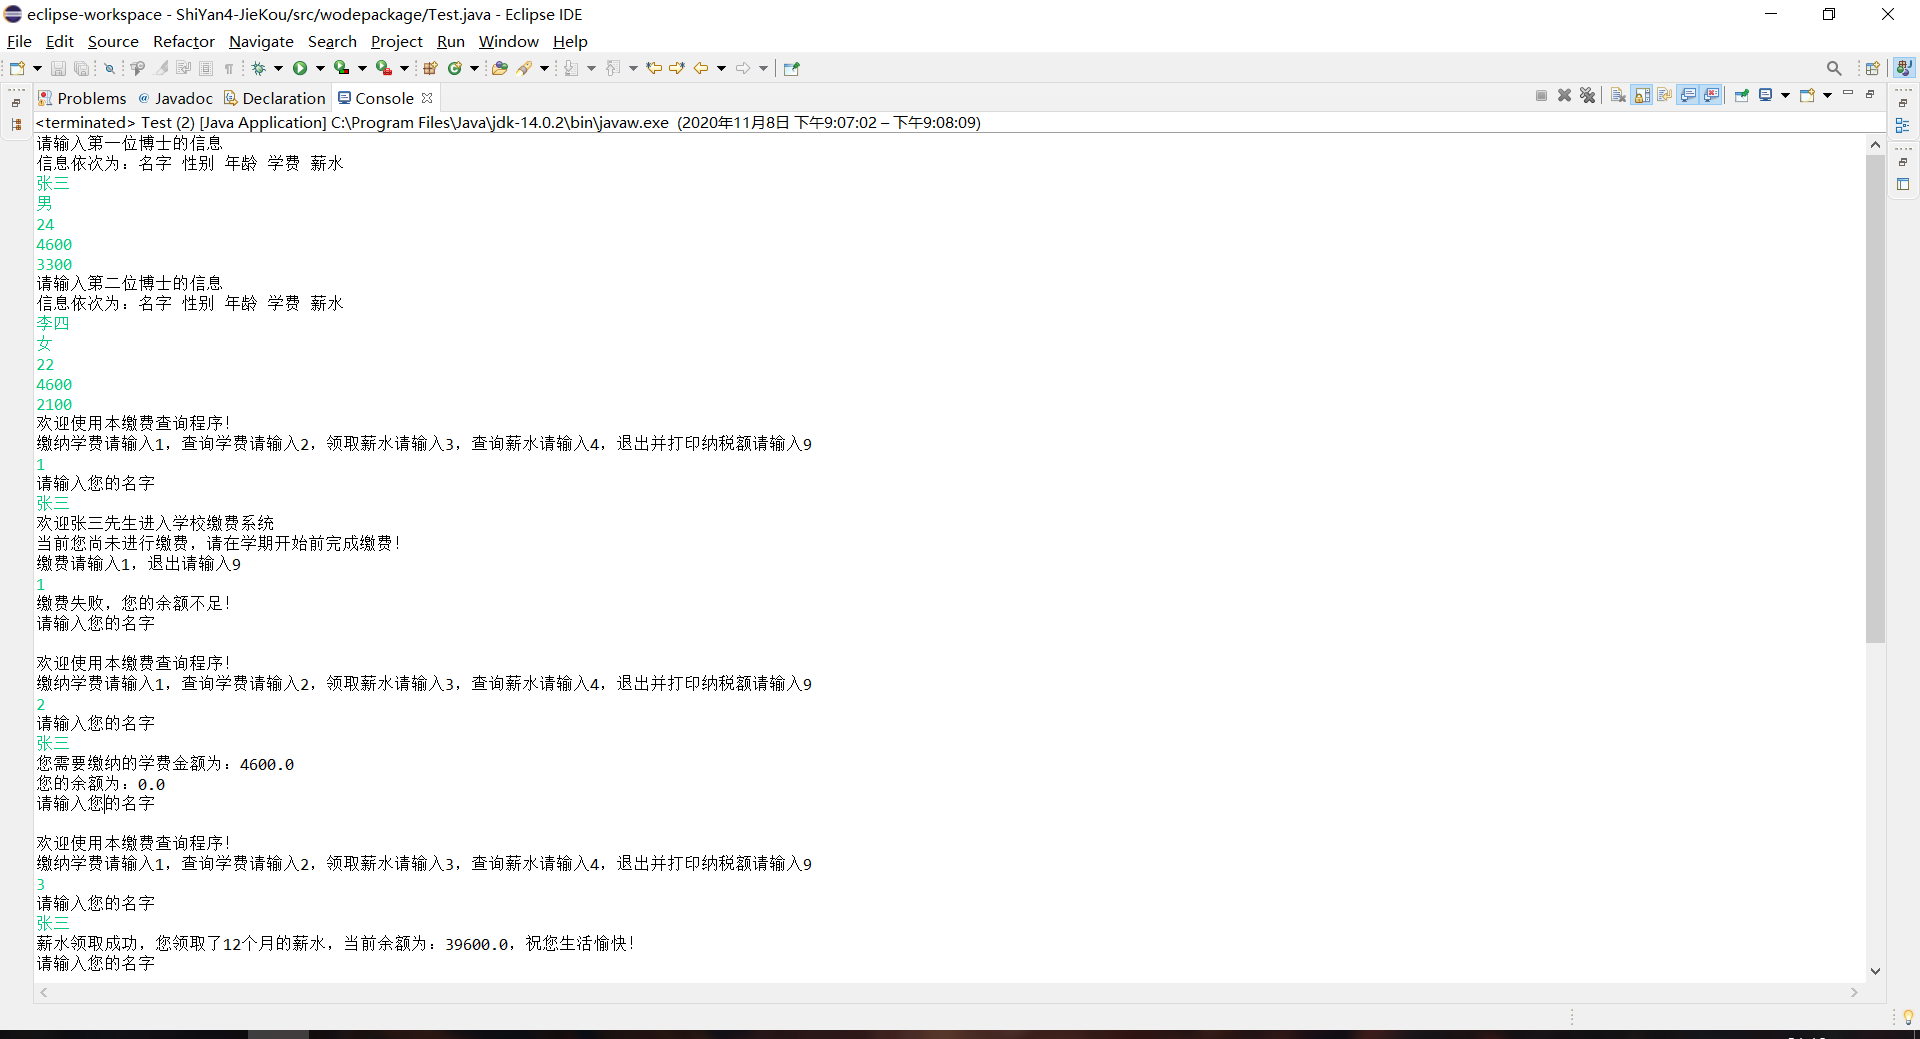 eclipse-workspace - ShiYan4-JieKou/src/wodepackage/Test.java - Eclipse IDE
File Edit Source Refactor Navigate Search Project Run Window Help
Problems @ Javadoc Declaration Console
<terminated> Test (2) [Java Application] C:\Program Files\Java\jdk-14.0.2\bin\javaw.exe (2020年11月8日 下午9:07:02 – 下午9:08:09)
请输入第一位博士的信息
信息依次为：名字 性别 年龄 学费 薪水
张三
男
24
4600
3300
请输入第二位博士的信息
信息依次为：名字 性别 年龄 学费 薪水
李四
女
22
4600
2100
欢迎使用本缴费查询程序！
缴纳学费请输入1，查询学费请输入2，领取薪水请输入3，查询薪水请输入4，退出并打印纳税额请输入9
1
请输入您的名字
张三
欢迎张三先生进入学校缴费系统
当前您尚未进行缴费，请在学期开始前完成缴费！
缴费请输入1，退出请输入9
1
缴费失败，您的余额不足！
请输入您的名字
欢迎使用本缴费查询程序！
缴纳学费请输入1，查询学费请输入2，领取薪水请输入3，查询薪水请输入4，退出并打印纳税额请输入9
2
请输入您的名字
张三
您需要缴纳的学费金额为：4600.0
您的余额为：0.0
请输入您的名字
欢迎使用本缴费查询程序！
缴纳学费请输入1，查询学费请输入2，领取薪水请输入3，查询薪水请输入4，退出并打印纳税额请输入9
3
请输入您的名字
张三
薪水领取成功，您领取了12个月的薪水，当前余额为：39600.0，祝您生活愉快！
请输入您的名字